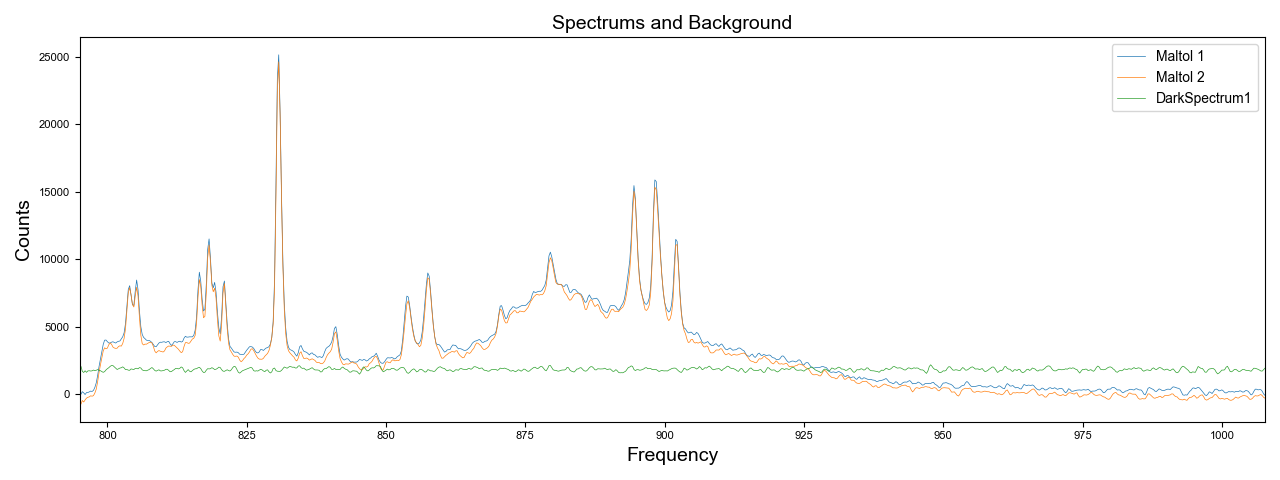 Spectrums and Background
Maltol 1
Maltol 2
DarkSpectrum1
Counts
25000
20000
15000
10000
5000
0
800
825
850
875
900
925
950
975
1000
Frequency